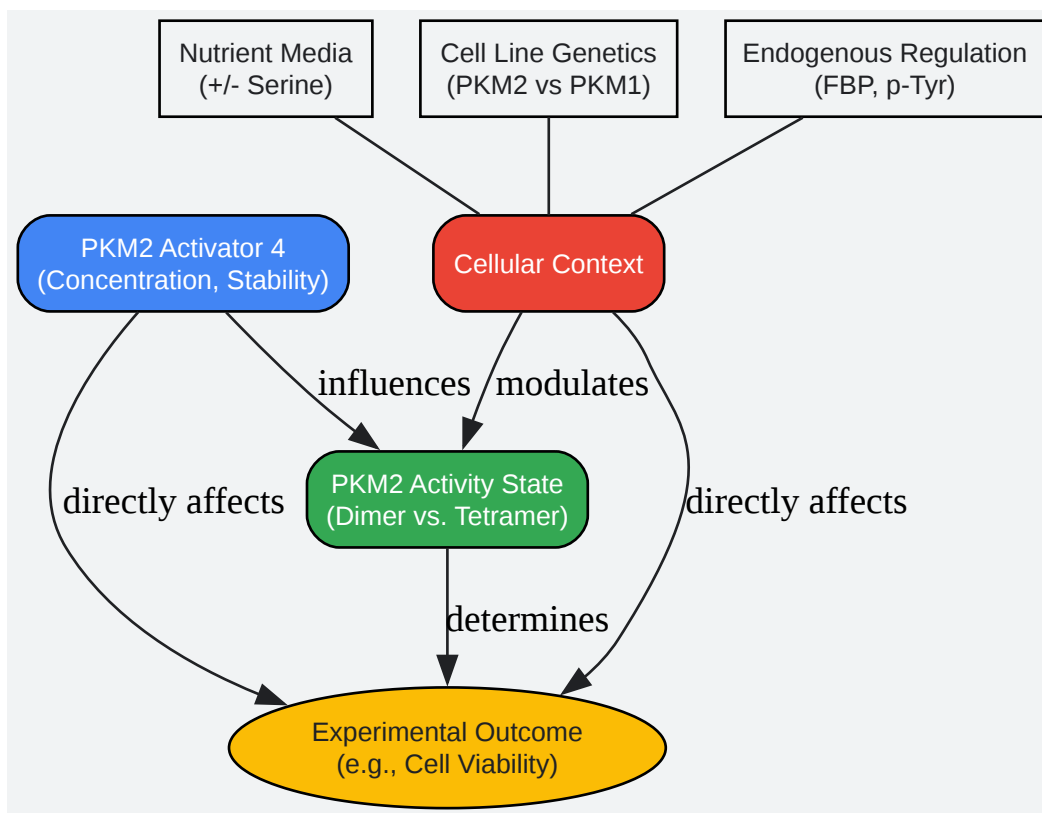 Nutrient Media
(+/- Serine)
Cell Line Genetics
(PKM2 vs PKM1)
Endogenous Regulation
(FBP, p-Tyr)
PKM2 Activator 4
(Concentration, Stability)
Cellular Context
influences
modulates
PKM2 Activity State
(Dimer vs. Tetramer)
directly affects
directly affects
determines
Experimental Outcome
(e.g., Cell Viability)